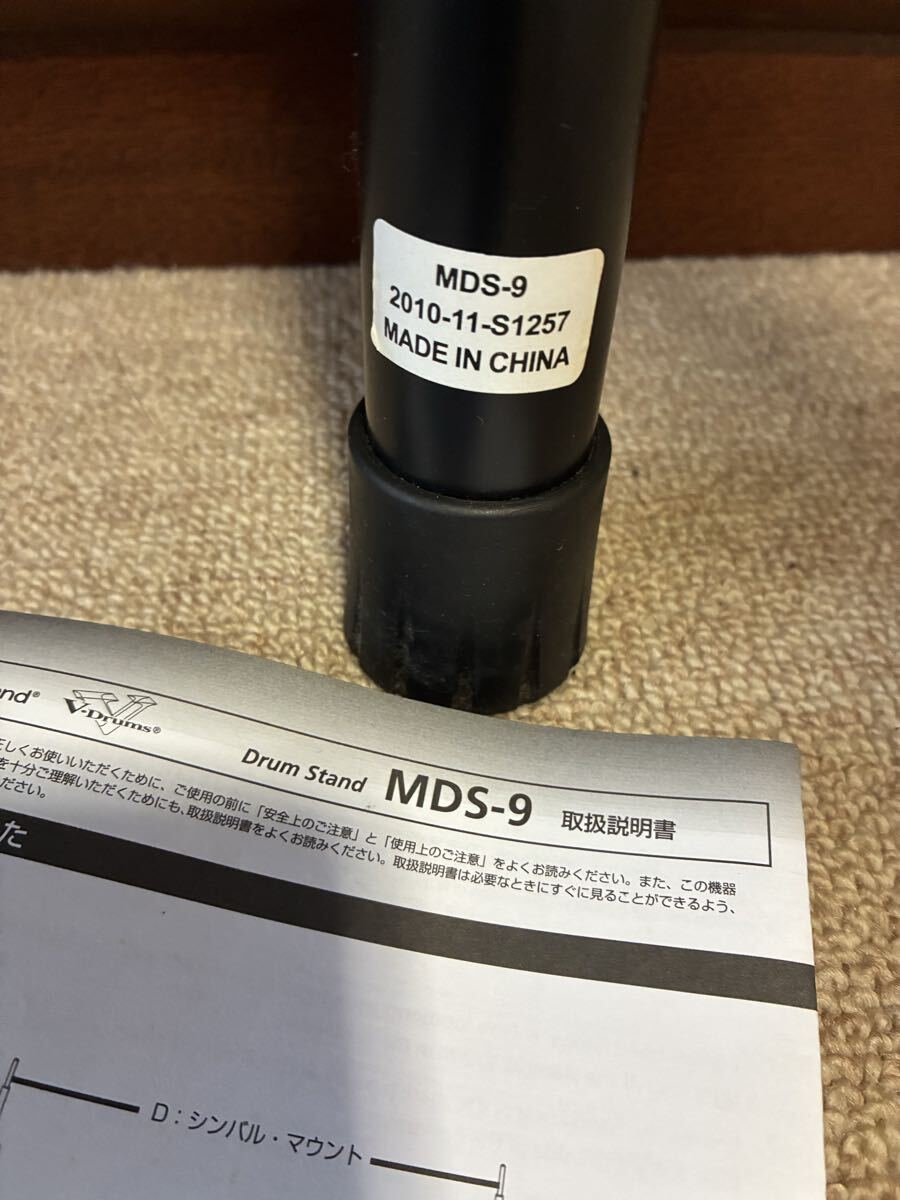 MDS-9
2010-11-S1257
MADE IN CHINA
V-Drums®
Drum Stand MDS-9 取扱説明書
正しくお使いいただくために、ご使用の前に「安全上のご注意」と「使用上のご注意」をよくお読みください。また、この機器
を十分ご理解いただくためにも、取扱説明書をよくお読みください。取扱説明書は必要なときにすぐに見ることができるよう、
ださい。
た
D：シンバル・マウント